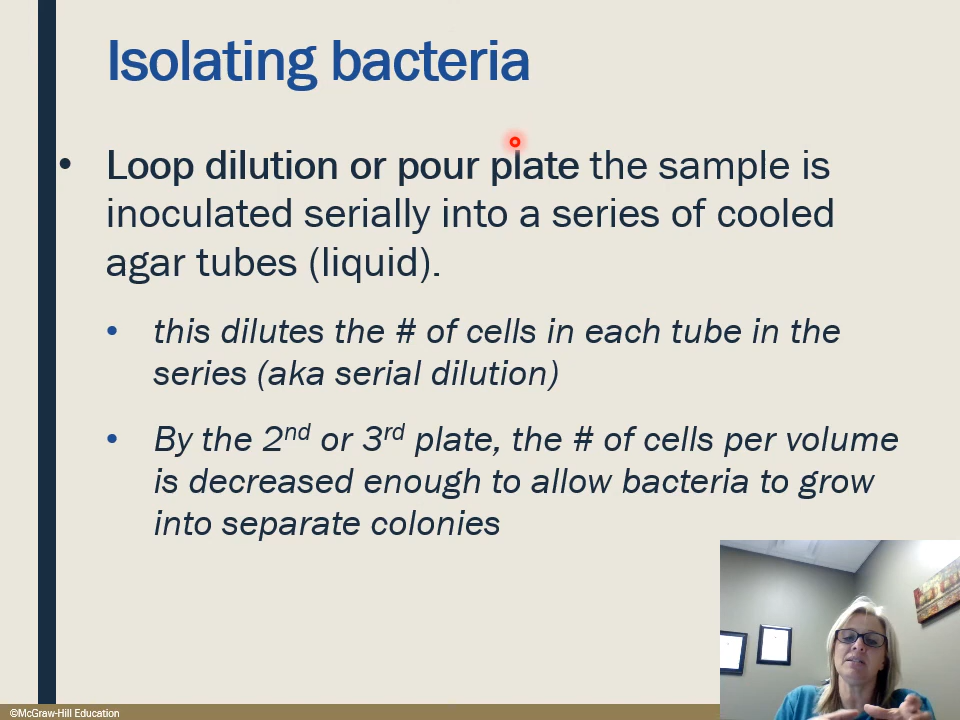 Isolating bacteria
• Loop dilution or pour plate the sample is
inoculated serially into a series of cooled
agar tubes (liquid).
• this dilutes the # of cells in each tube in the
series (aka serial dilution)
• By the 2nd or 3rd plate, the # of cells per volume
is decreased enough to allow bacteria to grow
into separate colonies
©McGraw-Hill Education